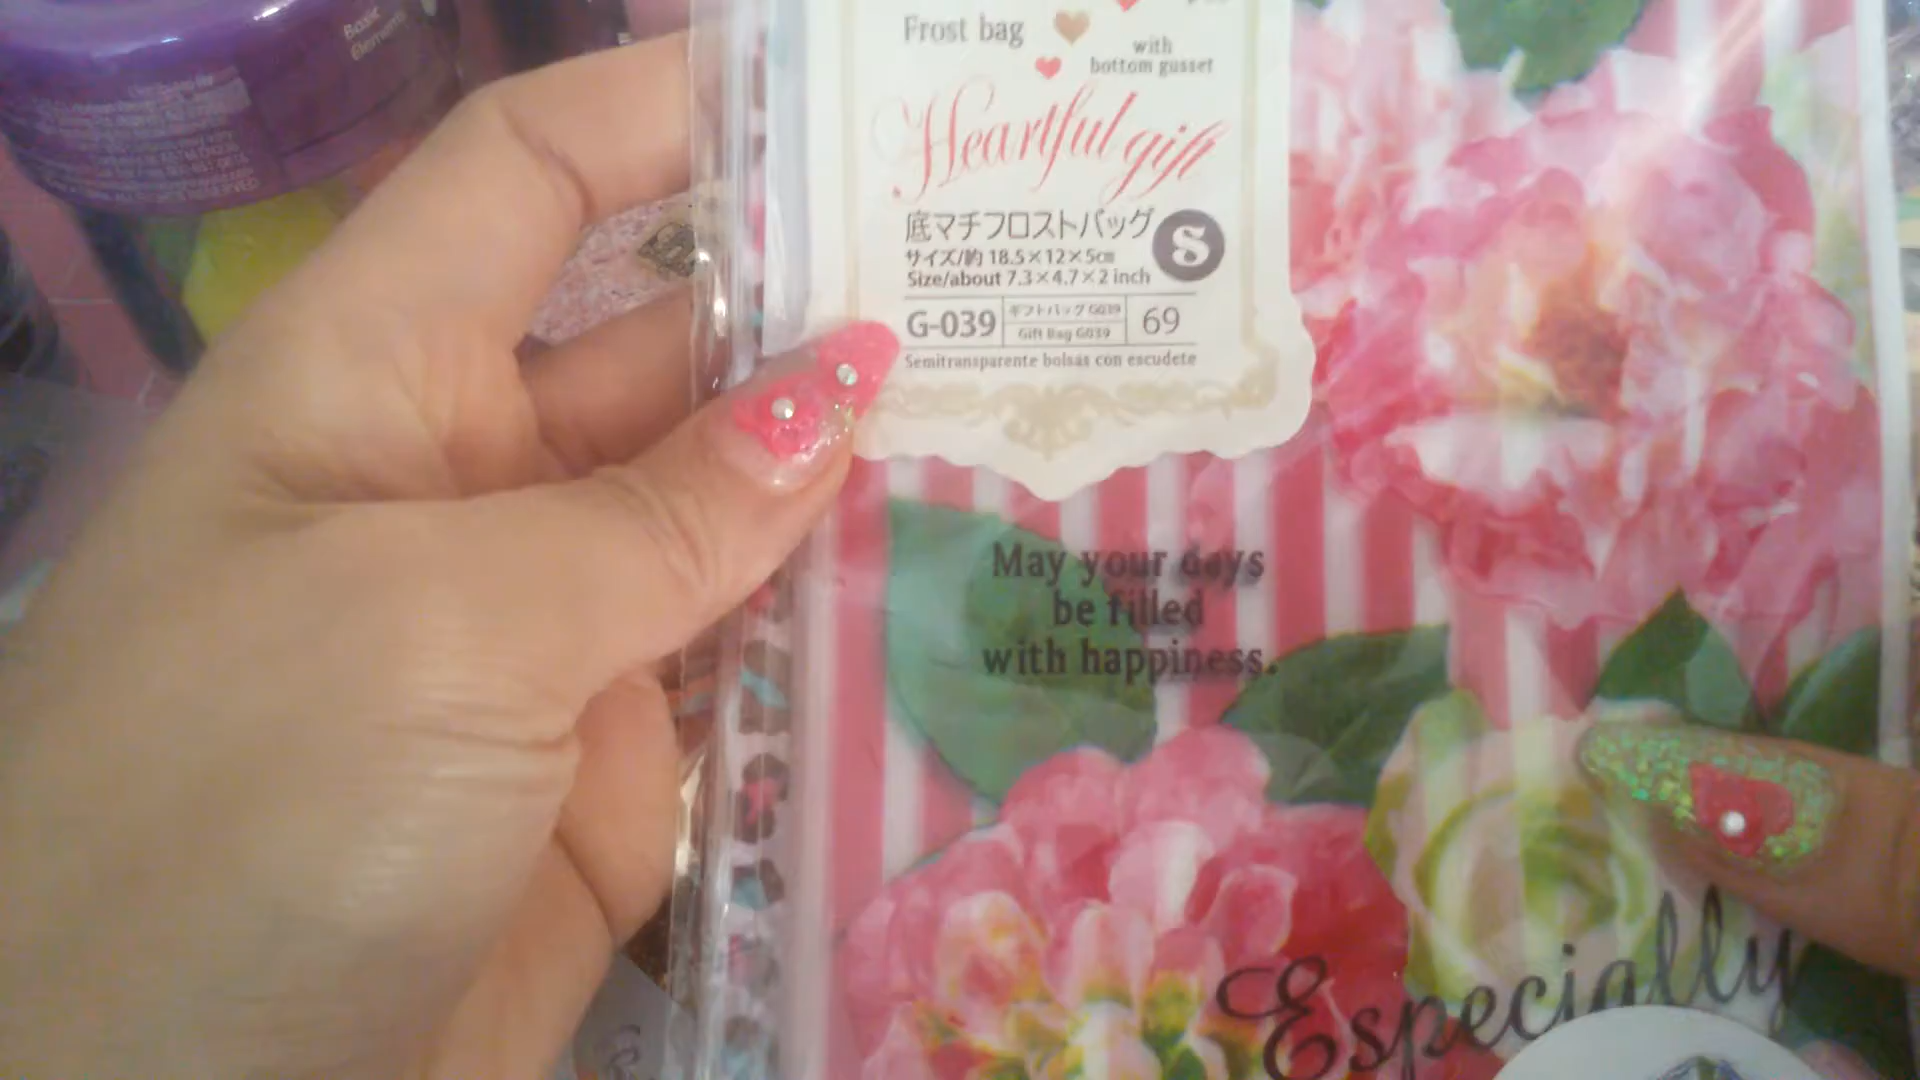 Basic
Elements
Frost bag
with
bottom gusset
Heartful gift
底マチフロストバッグ S
サイズ/約 18.5×12×5cm
Size/about 7.3×4.7×2 inch
G-039
ギフトバッグ G039
Gift Bag G039
69
Semitransparente bolsas con escudete
May your days
be filled
with happiness.
Especially